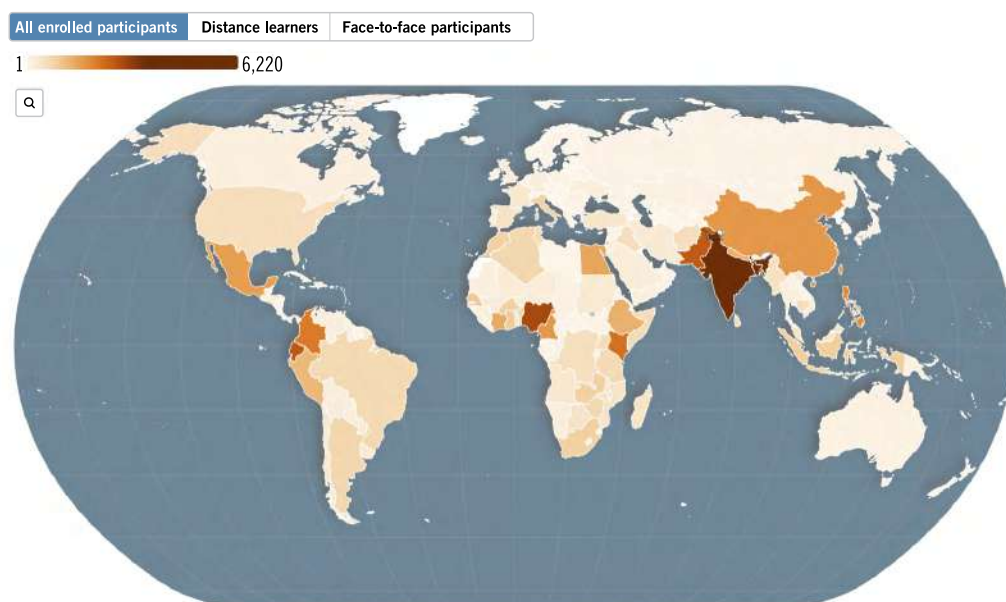 All enrolled participants
Distance learners
Face-to-face participants
1
6,220